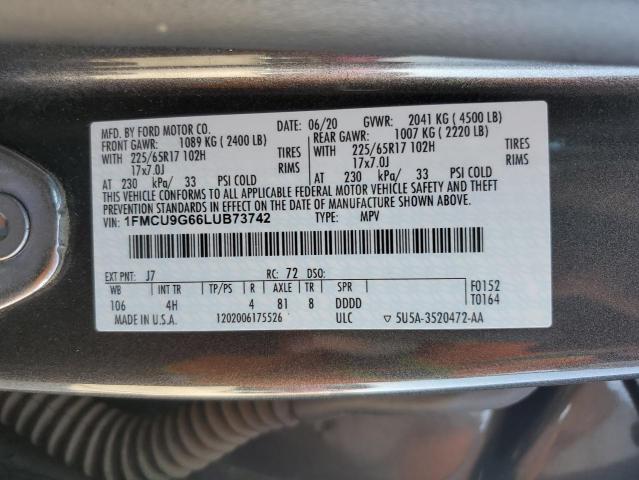 MFD. BY FORD MOTOR CO.
DATE: 06/20 GVWR: 2041 KG ( 4500 LB)
FRONT GAWR: 1089 KG ( 2400 LB)
REAR GAWR: 1007 KG ( 2220 LB)
WITH 225/65R17 102H TIRES
WITH 225/65R17 102H TIRES
17x7.0J RIMS
17x7.0J RIMS
AT 230 kPa/ 33 PSI COLD
AT 230 kPa/ 33 PSI COLD
THIS VEHICLE CONFORMS TO ALL APPLICABLE FEDERAL MOTOR VEHICLE SAFETY AND THEFT
PREVENTION STANDARDS IN EFFECT ON THE DATE OF MANUFACTURE SHOWN ABOVE.
VIN: 1FMCU9G66LUB73742 TYPE: MPV
EXT PNT: J7 RC: 72 DSO:
WB INT TR TP/PS R AXLE TR SPR F0152
106 4H 4 81 8 DDDD T0164
MADE IN U.S.A. 1202006175526 ULC ▽ 5U5A-3520472-AA